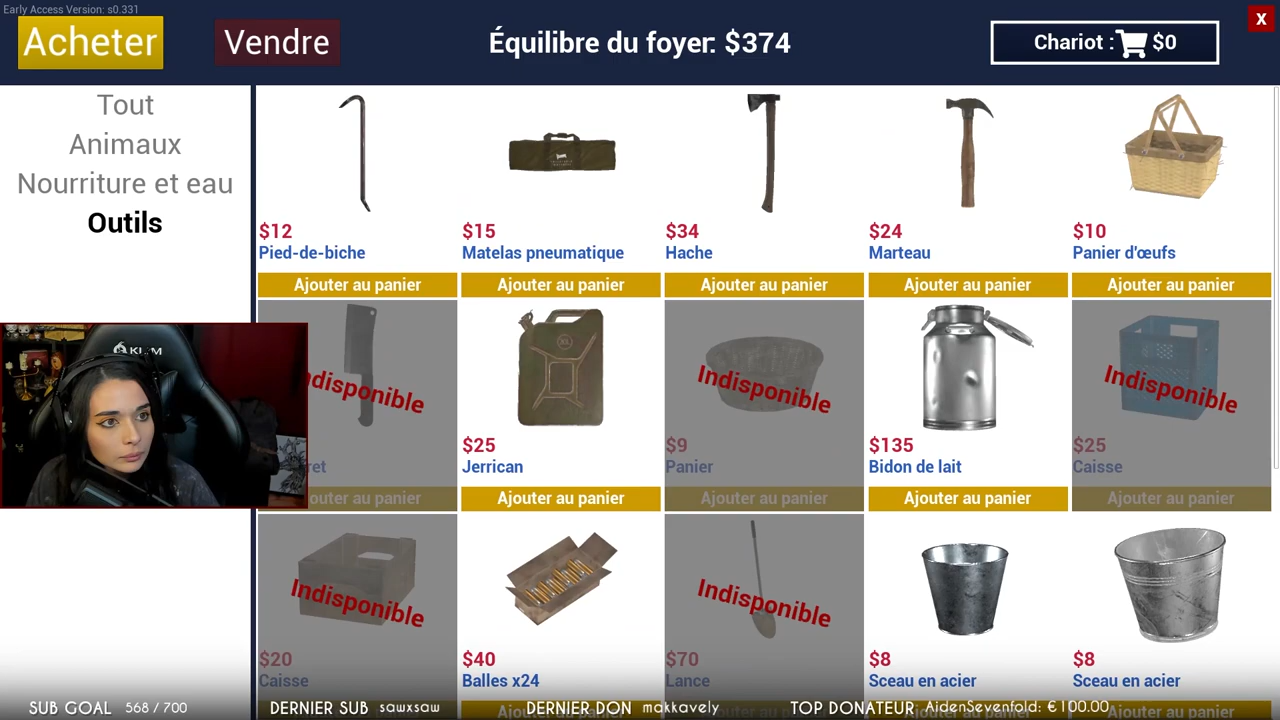 Early Access Version: s0.331
Acheter
Vendre
Équilibre du foyer: $374
Chariot : $0
X
Tout
Animaux
Nourriture et eau
Outils
$12
Pied-de-biche
Ajouter au panier
$15
Matelas pneumatique
Ajouter au panier
$34
Hache
Ajouter au panier
$24
Marteau
Ajouter au panier
$10
Panier d'œufs
Ajouter au panier
Indisponible
ret
outer au panier
$25
Jerrican
Ajouter au panier
Indisponible
$9
Panier
Ajouter au panier
$135
Bidon de lait
Ajouter au panier
Indisponible
$25
Caisse
Ajouter au panier
Indisponible
$20
Caisse
$40
Balles x24
Indisponible
$70
Lance
$8
Sceau en acier
$8
Sceau en acier
SUB GOAL 568 / 700
DERNIER SUB sawxsaw
DERNIER DON makkavely
TOP DONATEUR AidenSevenfold: €100.00